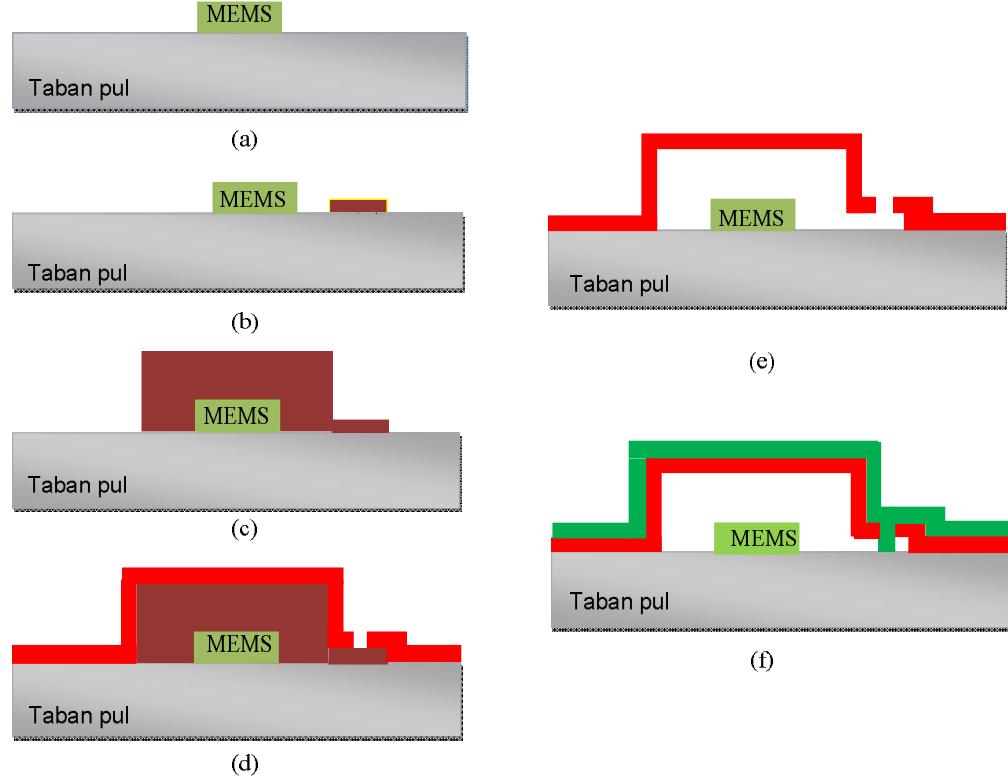 MEMS
Taban pul
(a)
MEMS
Taban pul
(b)
MEMS
Taban pul
(c)
MEMS
Taban pul
(d)
MEMS
Taban pul
(e)
MEMS
Taban pul
(f)